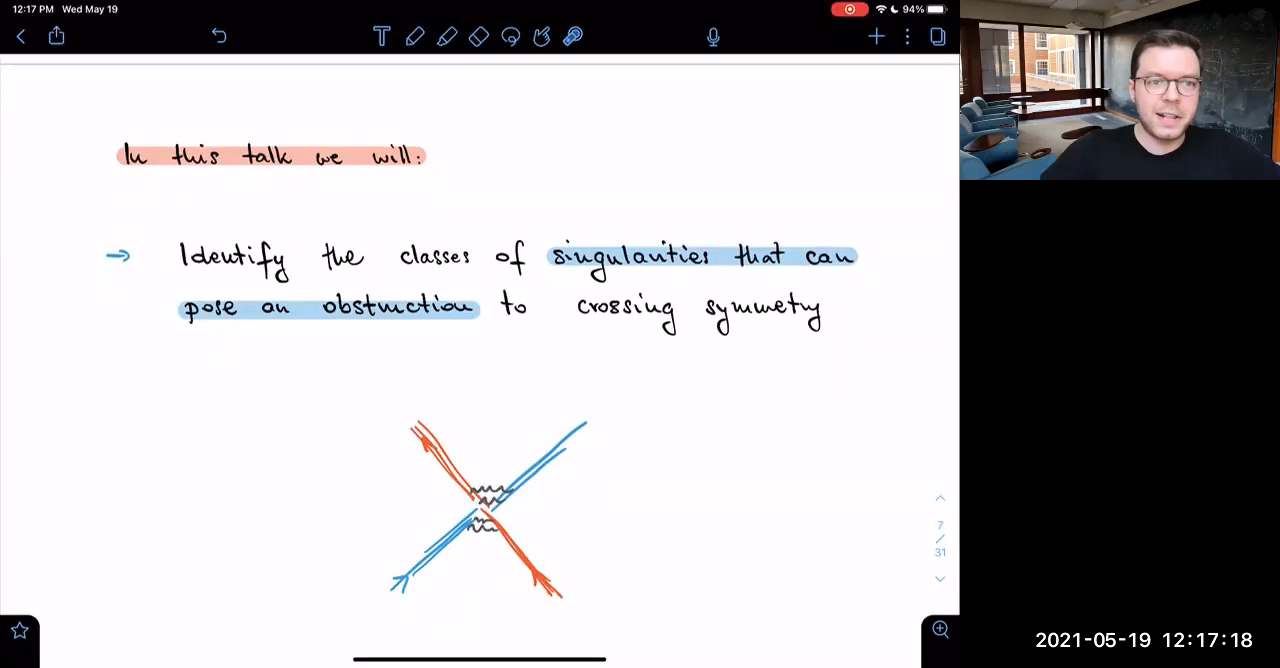 12:17 PM Wed May 19
94%
In this talk we will:
→ Identify the classes of singularities that can
pose an obstruction to crossing symmetry
7
/
31
2021-05-19 12:17:18